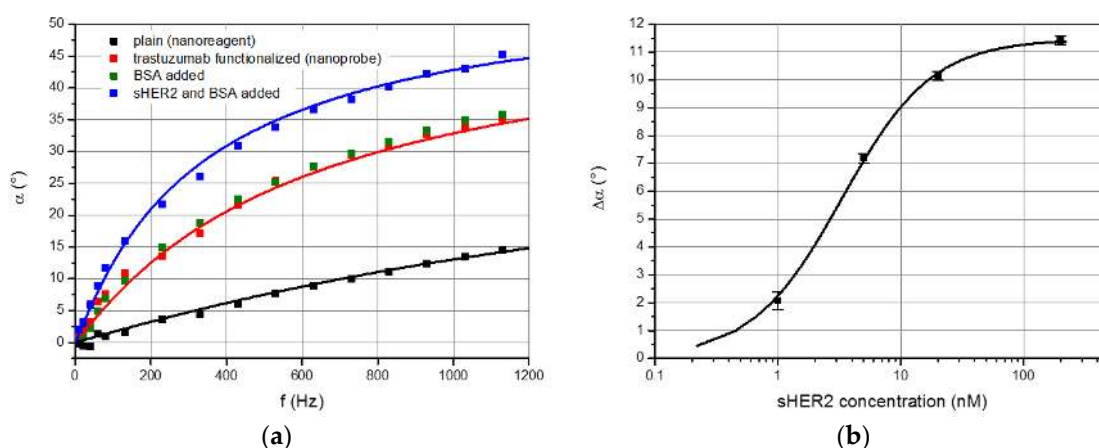 50
45
40
35
30
25
20
15
10
5
0
α (°)
plain (nanoreagent)
trastuzumab functionalized (nanoprobe)
BSA added
sHER2 and BSA added
0 200 400 600 800 1000 1200
f (Hz)
(a)
12
11
10
9
8
7
6
5
4
3
2
1
0
Δα (°)
0.1 1 10 100
sHER2 concentration (nM)
(b)